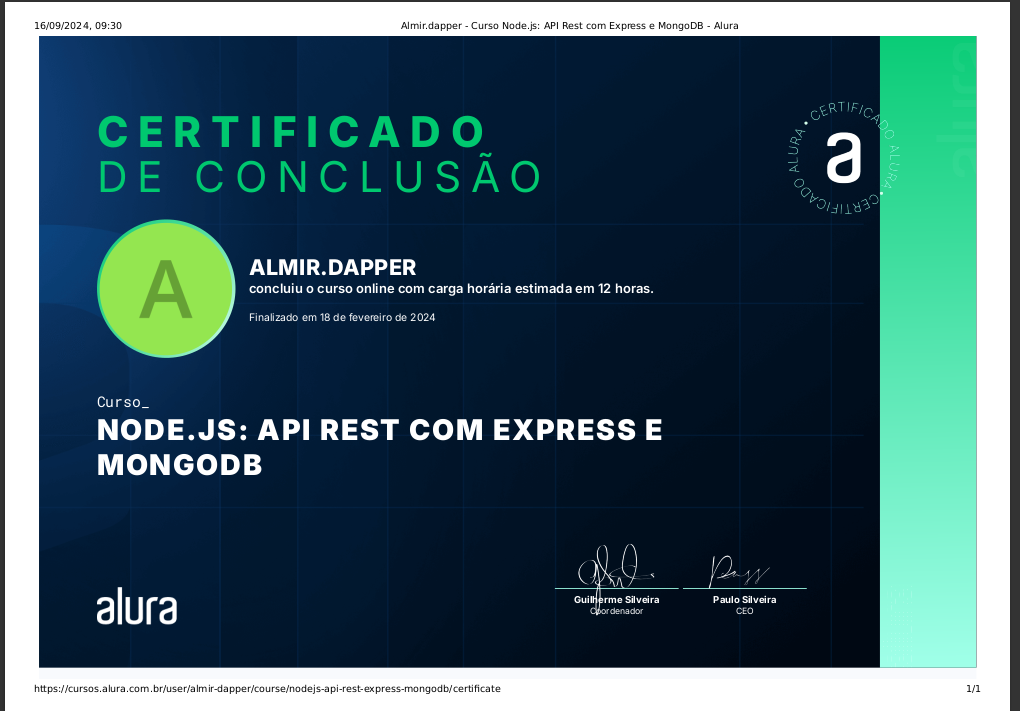 16/09/2024, 09:30
Almir.dapper - Curso Node.js: API Rest com Express e MongoDB - Alura
CERTIFICADO
DE CONCLUSÃO
CERTIFICADO ALURA • CERTIFICADO ALURA •
a
A
ALMIR.DAPPER
concluiu o curso online com carga horária estimada em 12 horas.
Finalizado em 18 de fevereiro de 2024
Curso_
NODE.JS: API REST COM EXPRESS E
MONGODB
alura
Guilherme Silveira
Coordenador
Paulo Silveira
CEO
https://cursos.alura.com.br/user/almir-dapper/course/nodejs-api-rest-express-mongodb/certificate
1/1